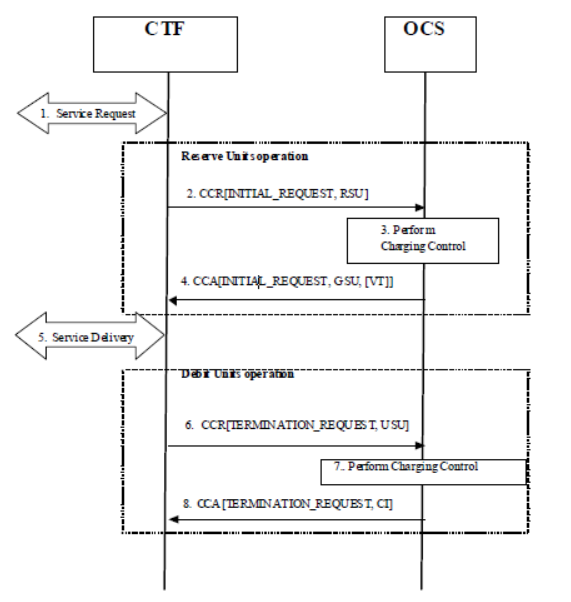 CTF
OCS
1. Service Request
Reserve Units operation
2. CCR[INITIAL_REQUEST, RSU]
3. Perform
Charging Control
4. CCA[INITIAL_REQUEST, GSU, [VT]]
5. Service Delivery
Debit Units operation
6. CCR[TERMINATION_REQUEST, USU]
7. Perform Charging Control
8. CCA [TERMINATION_REQUEST, CI]